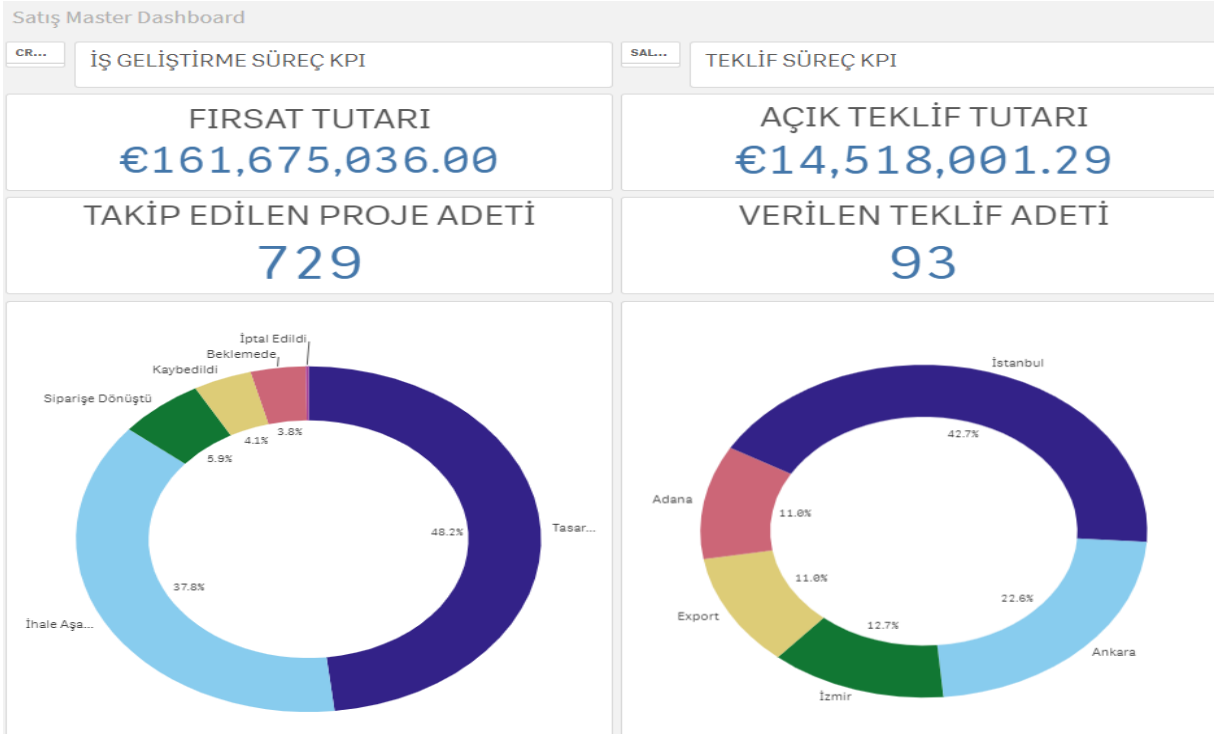 Satış Master Dashboard
CR...
İŞ GELİŞTİRME SÜREÇ KPI
SAL...
TEKLİF SÜREÇ KPI
FIRSAT TUTARI
€161,675,036.00
AÇIK TEKLİF TUTARI
€14,518,001.29
TAKİP EDİLEN PROJE ADETİ
729
VERİLEN TEKLİF ADETİ
93
İptal Edildi
Beklemede
Kaybedildi
Siparişe Dönüştü
3.8%
4.1%
5.9%
48.2%
Tasar...
37.8%
İhale Aşa...
İstanbul
42.7%
Adana
11.0%
11.0%
Export
22.6%
12.7%
Ankara
İzmir